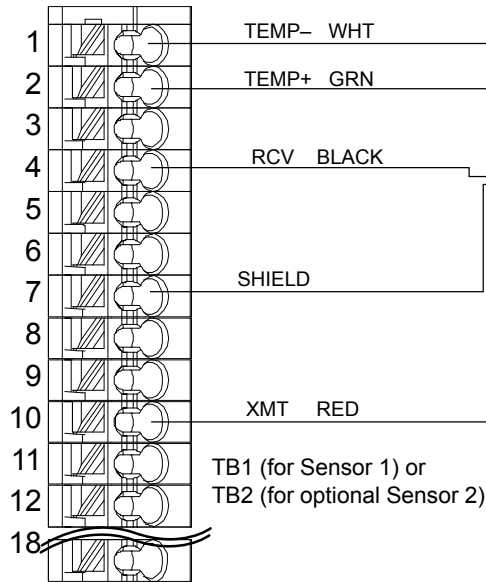 1 TEMP– WHT
2 TEMP+ GRN
3
4 RCV BLACK
5
6
7 SHIELD
8
9
10 XMT RED
11 TB1 (for Sensor 1) or
12 TB2 (for optional Sensor 2)
18